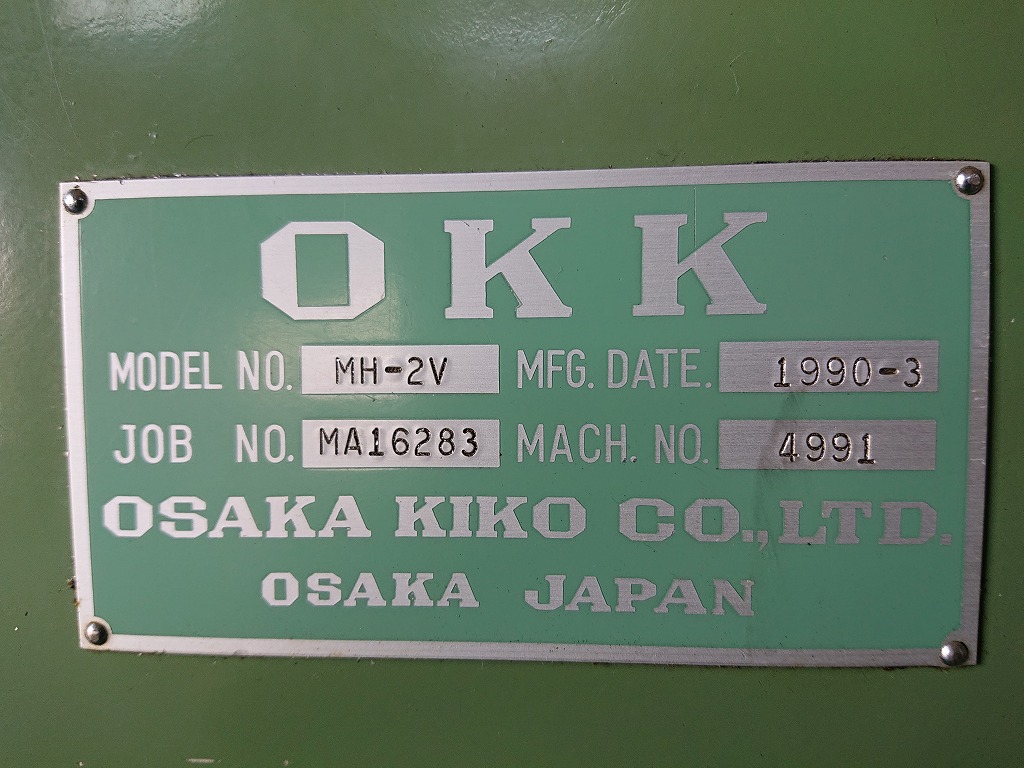 OKK
MODEL NO. MH-2V MFG. DATE. 1990-3
JOB NO. MA16283 MACH. NO. 4991
OSAKA KIKO CO., LTD.
OSAKA JAPAN